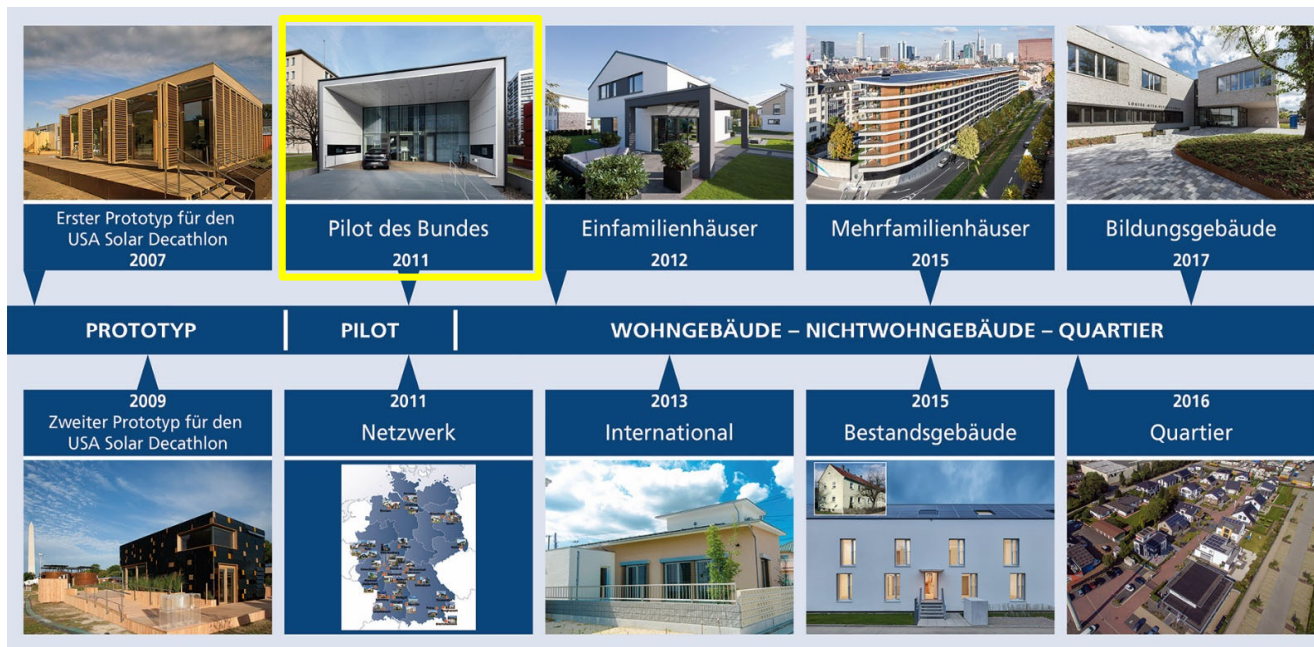 Erster Prototyp für den
USA Solar Decathlon
2007
Pilot des Bundes
2011
Einfamilienhäuser
2012
Mehrfamilienhäuser
2015
Bildungsgebäude
2017
PROTOTYP
PILOT
WOHNGEBÄUDE – NICHTWOHNGEBÄUDE – QUARTIER
2009
Zweiter Prototyp für den
USA Solar Decathlon
2011
Netzwerk
2013
International
2015
Bestandsgebäude
2016
Quartier